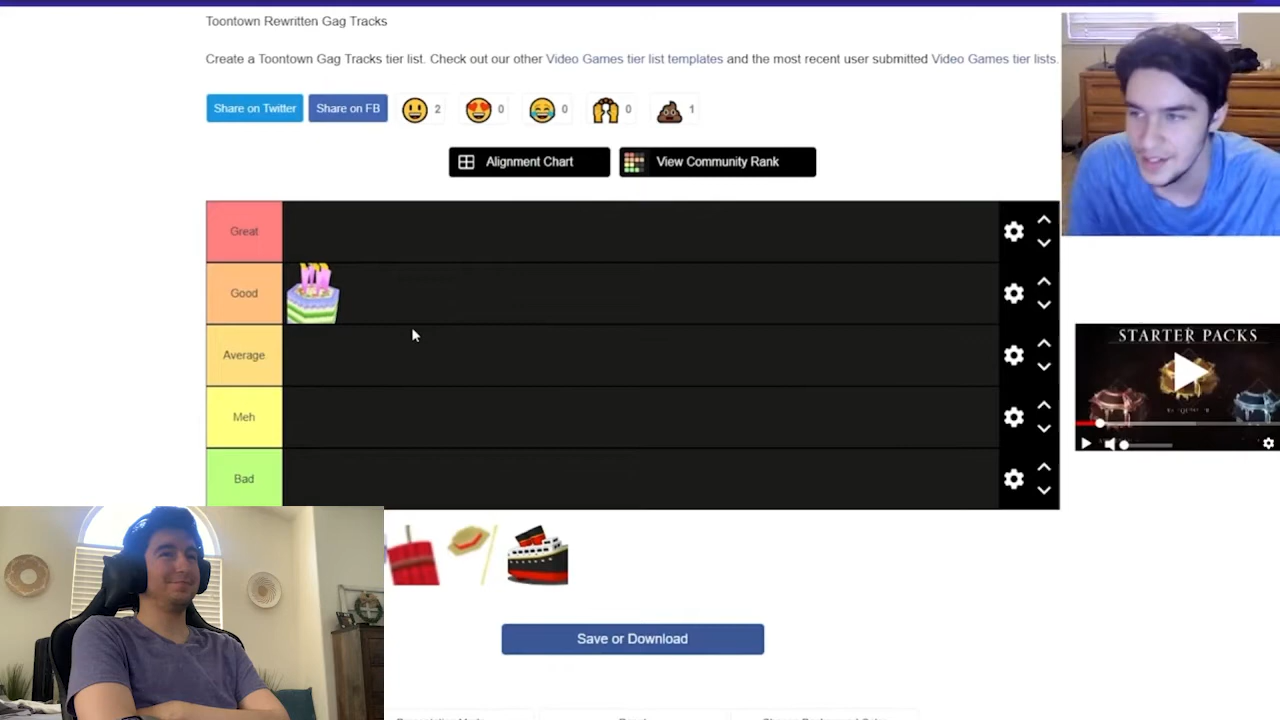 Toontown Rewritten Gag Tracks
Create a Toontown Gag Tracks tier list. Check out our other Video Games tier list templates and the most recent user submitted Video Games tier lists.
Share on Twitter Share on FB 2 0 0 0 1
Alignment Chart View Community Rank
Great
Good
Average
Meh
Bad
STARTER PACKS
Save or Download